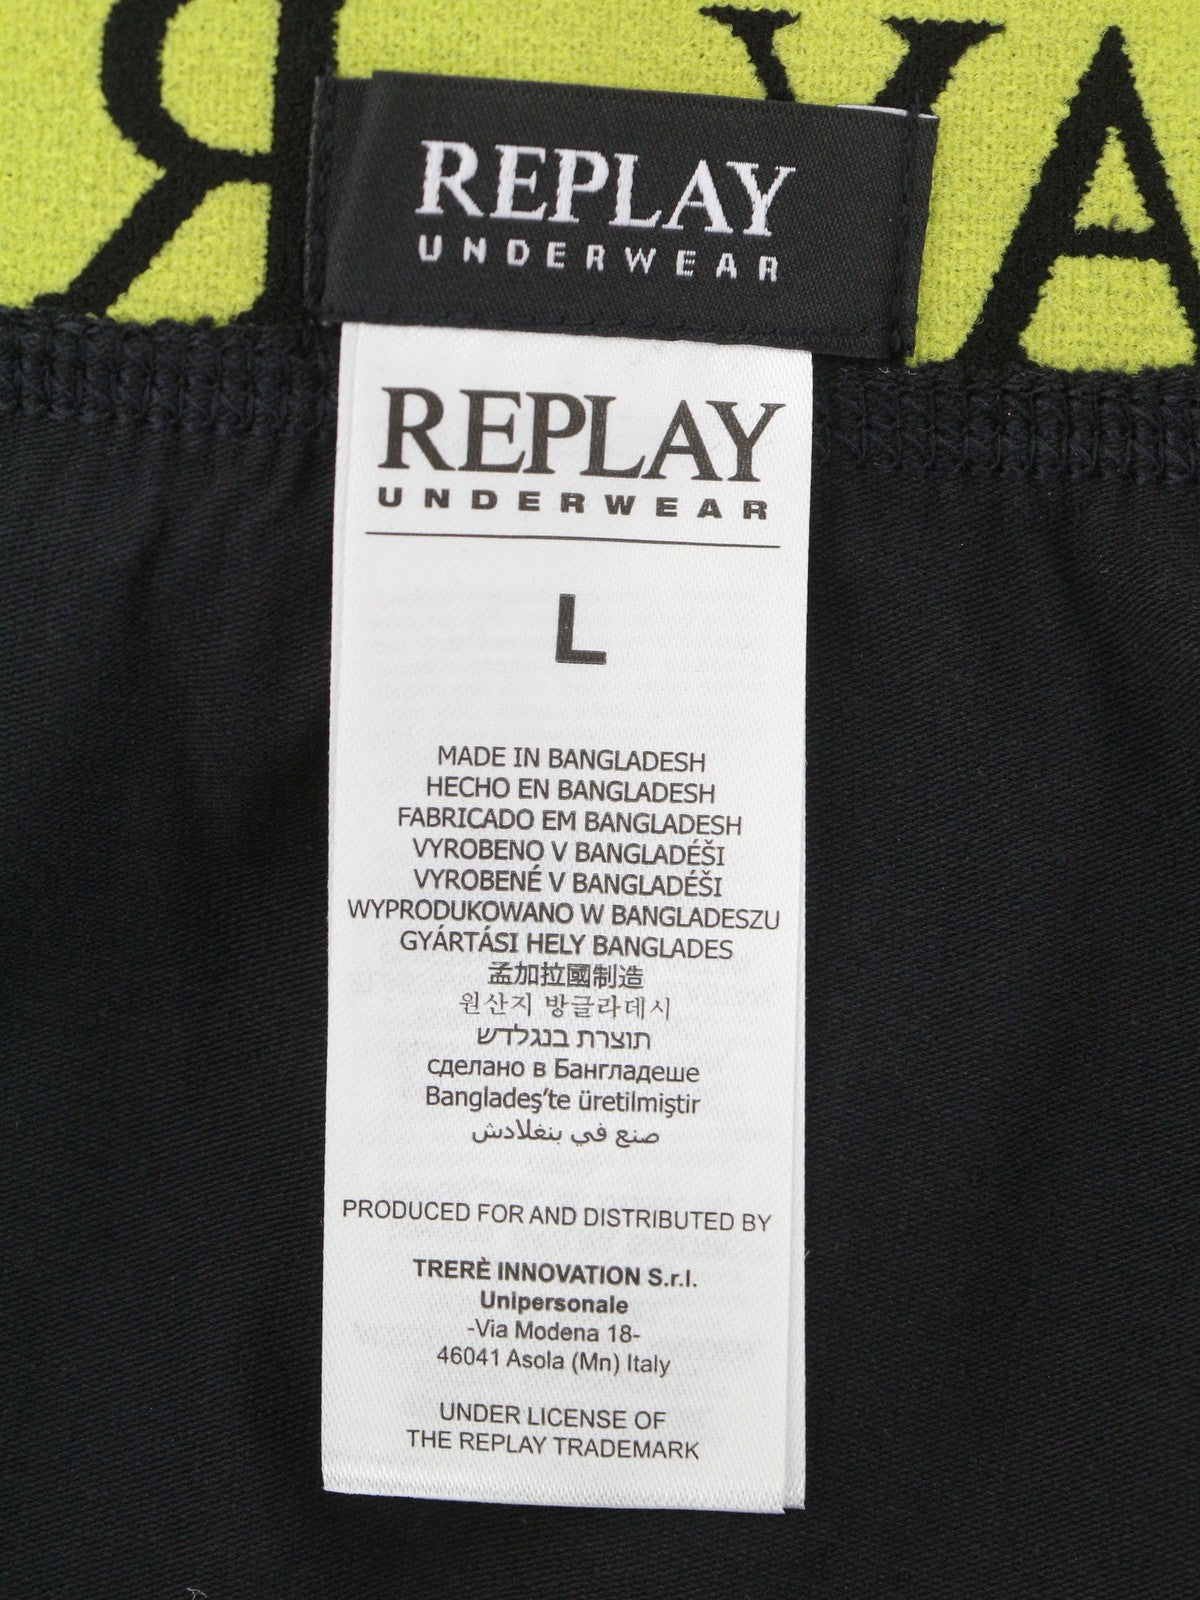 REPLAY
UNDERWEAR
REPLAY
UNDERWEAR
L
MADE IN BANGLADESH
HECHO EN BANGLADESH
FABRICADO EM BANGLADESH
VYROBENO V BANGLADÉŠI
VYROBENÉ V BANGLADÉŠI
WYPRODUKOWANO W BANGLADESZU
GYÁRTÁSI HELY BANGLADES
孟加拉國制造
원산지 방글라데시
תוצרת בנגלדש
сделано в Бангладеше
Bangladeş'te üretilmiştir
صنع في بنغلادش
PRODUCED FOR AND DISTRIBUTED BY
TRERÈ INNOVATION S.r.l.
Unipersonale
-Via Modena 18-
46041 Asola (Mn) Italy
UNDER LICENSE OF
THE REPLAY TRADEMARK